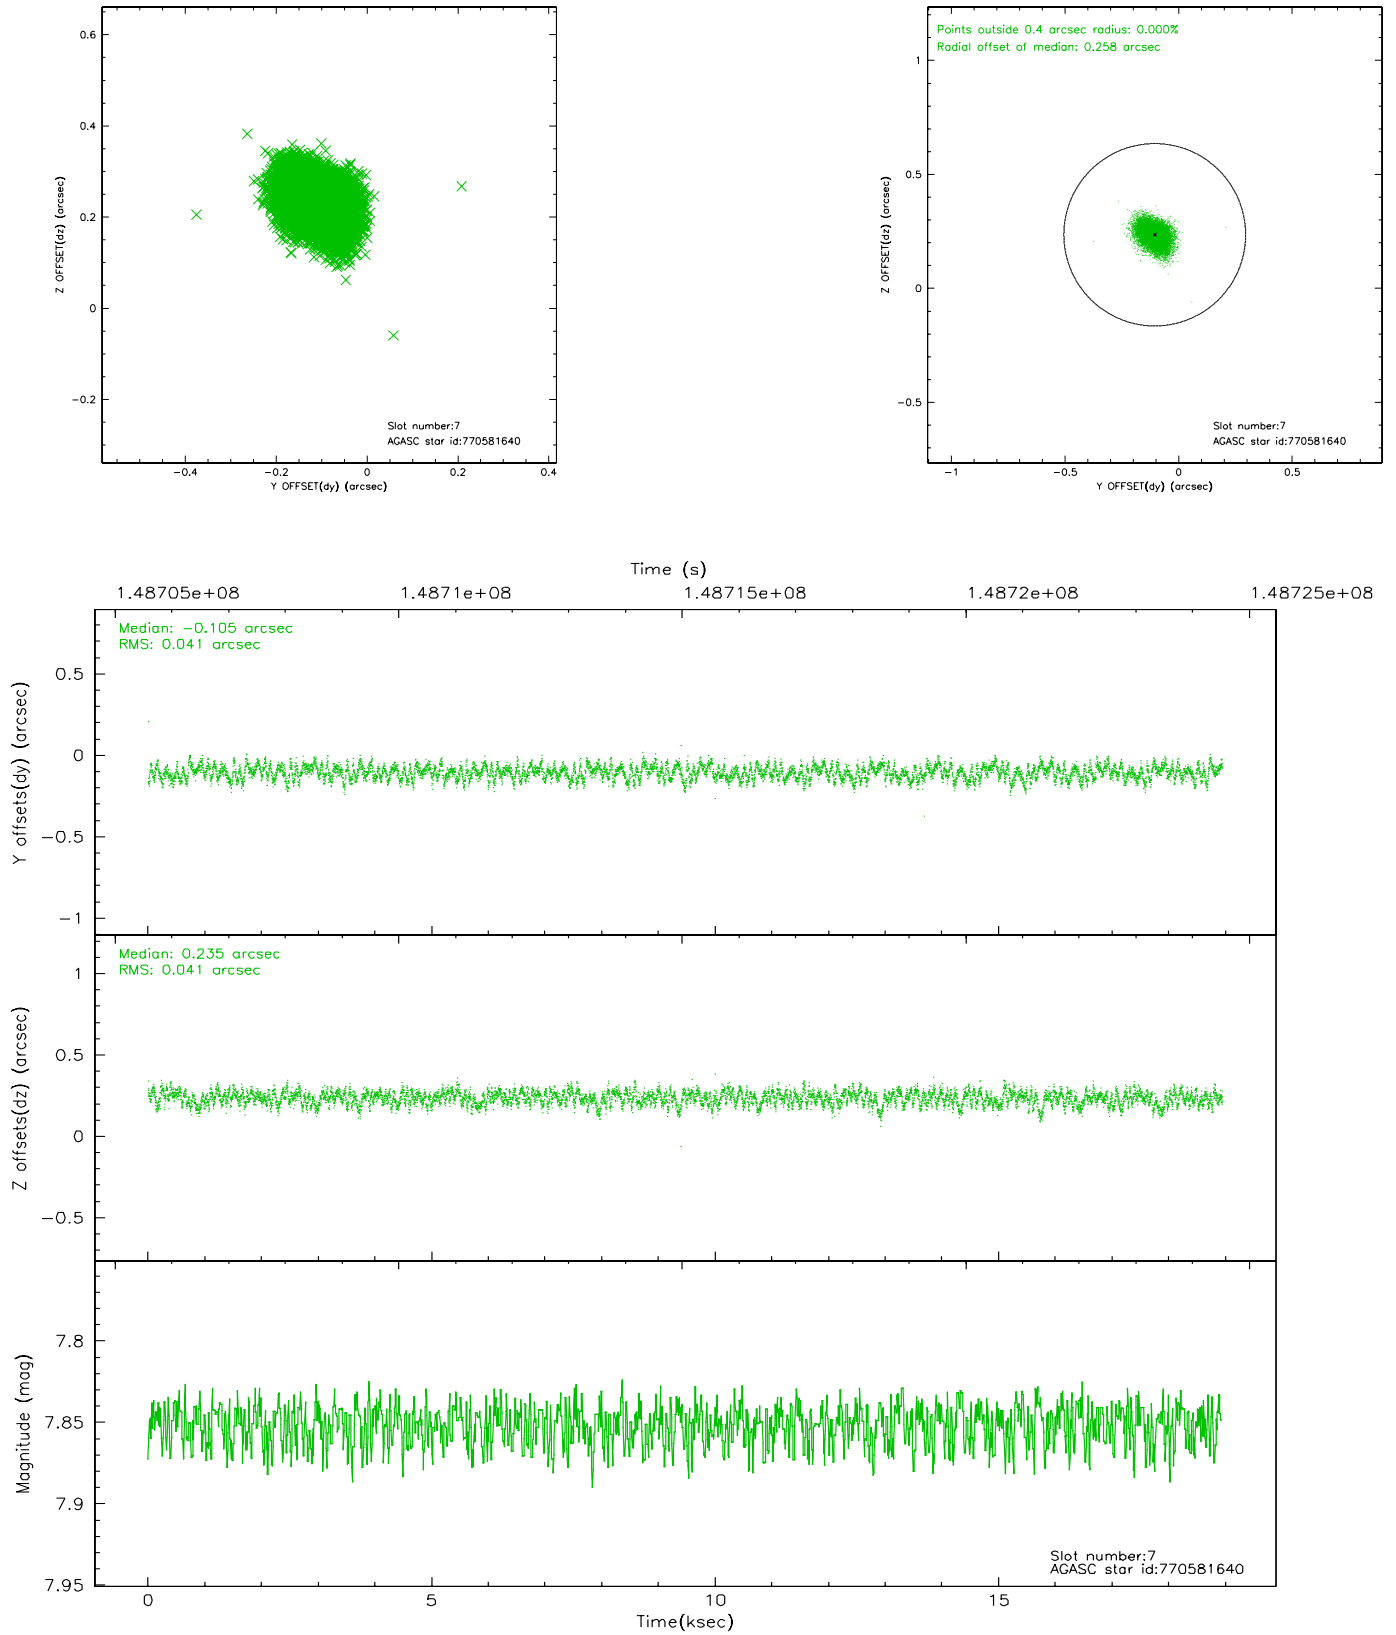 0.6
0.4
0.2
0
−0.2
Z OFFSET(dz) (arcsec)
Slot number:7
AGASC star id:770581640
−0.4
−0.2
0
0.2
0.4
Y OFFSET(dy) (arcsec)
Points outside 0.4 arcsec radius: 0.000%
Radial offset of median: 0.258 arcsec
1
0.5
0
−0.5
Z OFFSET(dz) (arcsec)
Slot number:7
AGASC star id:770581640
−1
−0.5
0
0.5
Y OFFSET(dy) (arcsec)
Time (s)
1.48705e+08
1.4871e+08
1.48715e+08
1.4872e+08
1.48725e+08
Median: −0.105 arcsec
RMS: 0.041 arcsec
0.5
0
−0.5
−1
Y offsets(dy) (arcsec)
Median: 0.235 arcsec
RMS: 0.041 arcsec
1
0.5
0
−0.5
Z offsets(dz) (arcsec)
7.8
7.85
7.9
7.95
Magnitude (mag)
Slot number:7
AGASC star id:770581640
0
5
10
15
Time(ksec)